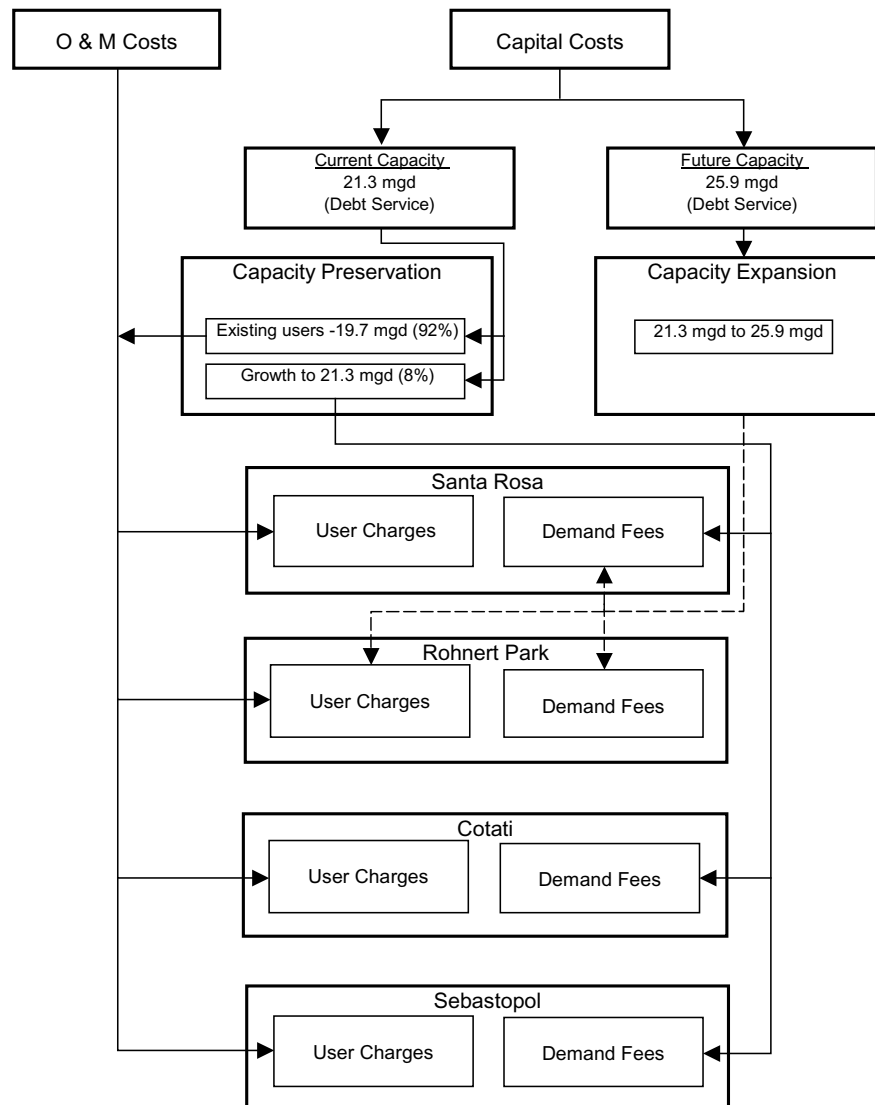 O & M Costs
Capital Costs
Current Capacity
21.3 mgd
(Debt Service)
Future Capacity
25.9 mgd
(Debt Service)
Capacity Preservation
Existing users -19.7 mgd (92%)
Growth to 21.3 mgd (8%)
Capacity Expansion
21.3 mgd to 25.9 mgd
Santa Rosa
User Charges
Demand Fees
Rohnert Park
User Charges
Demand Fees
Cotati
User Charges
Demand Fees
Sebastopol
User Charges
Demand Fees